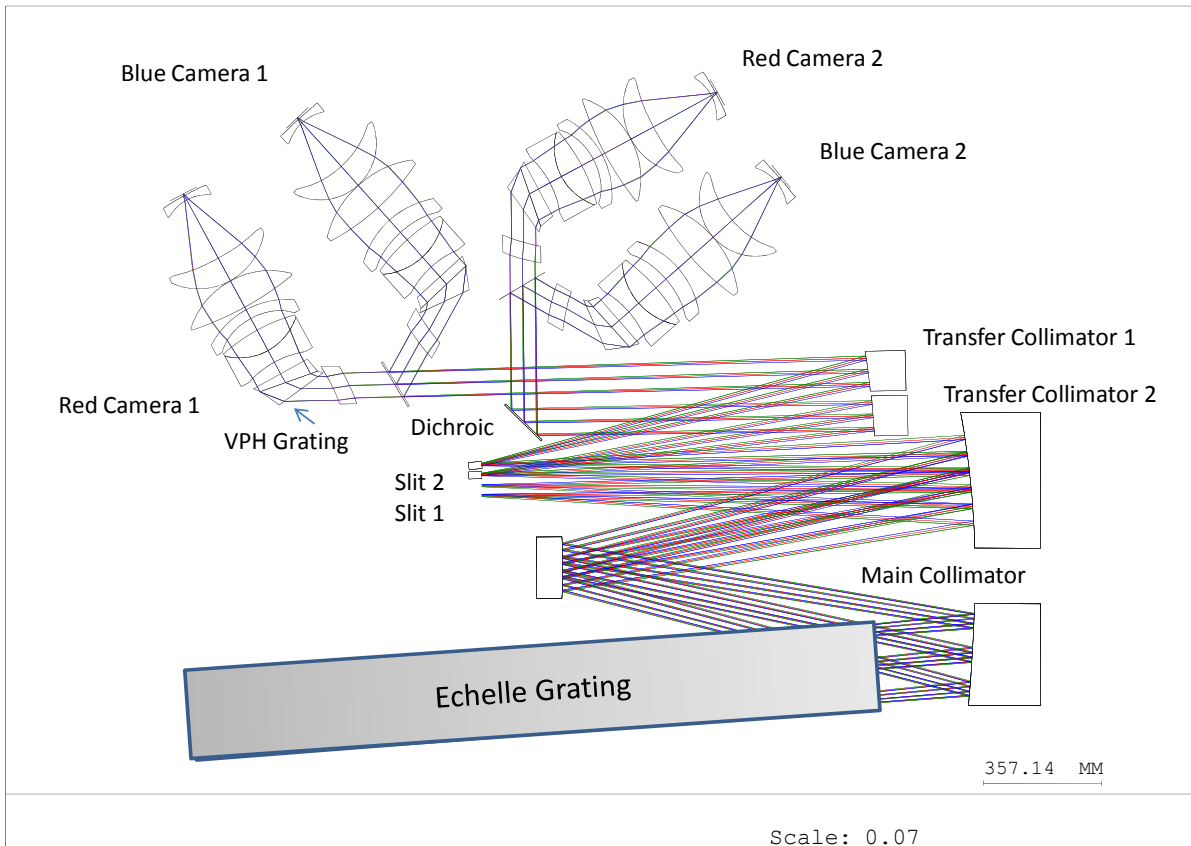 Red Camera 2
Blue Camera 1
Blue Camera 2
Transfer Collimator 1
Transfer Collimator 2
Red Camera 1
Dichroic
VPH Grating
Slit 2
Slit 1
Main Collimator
Echelle Grating
357.14 MM
Scale: 0.07